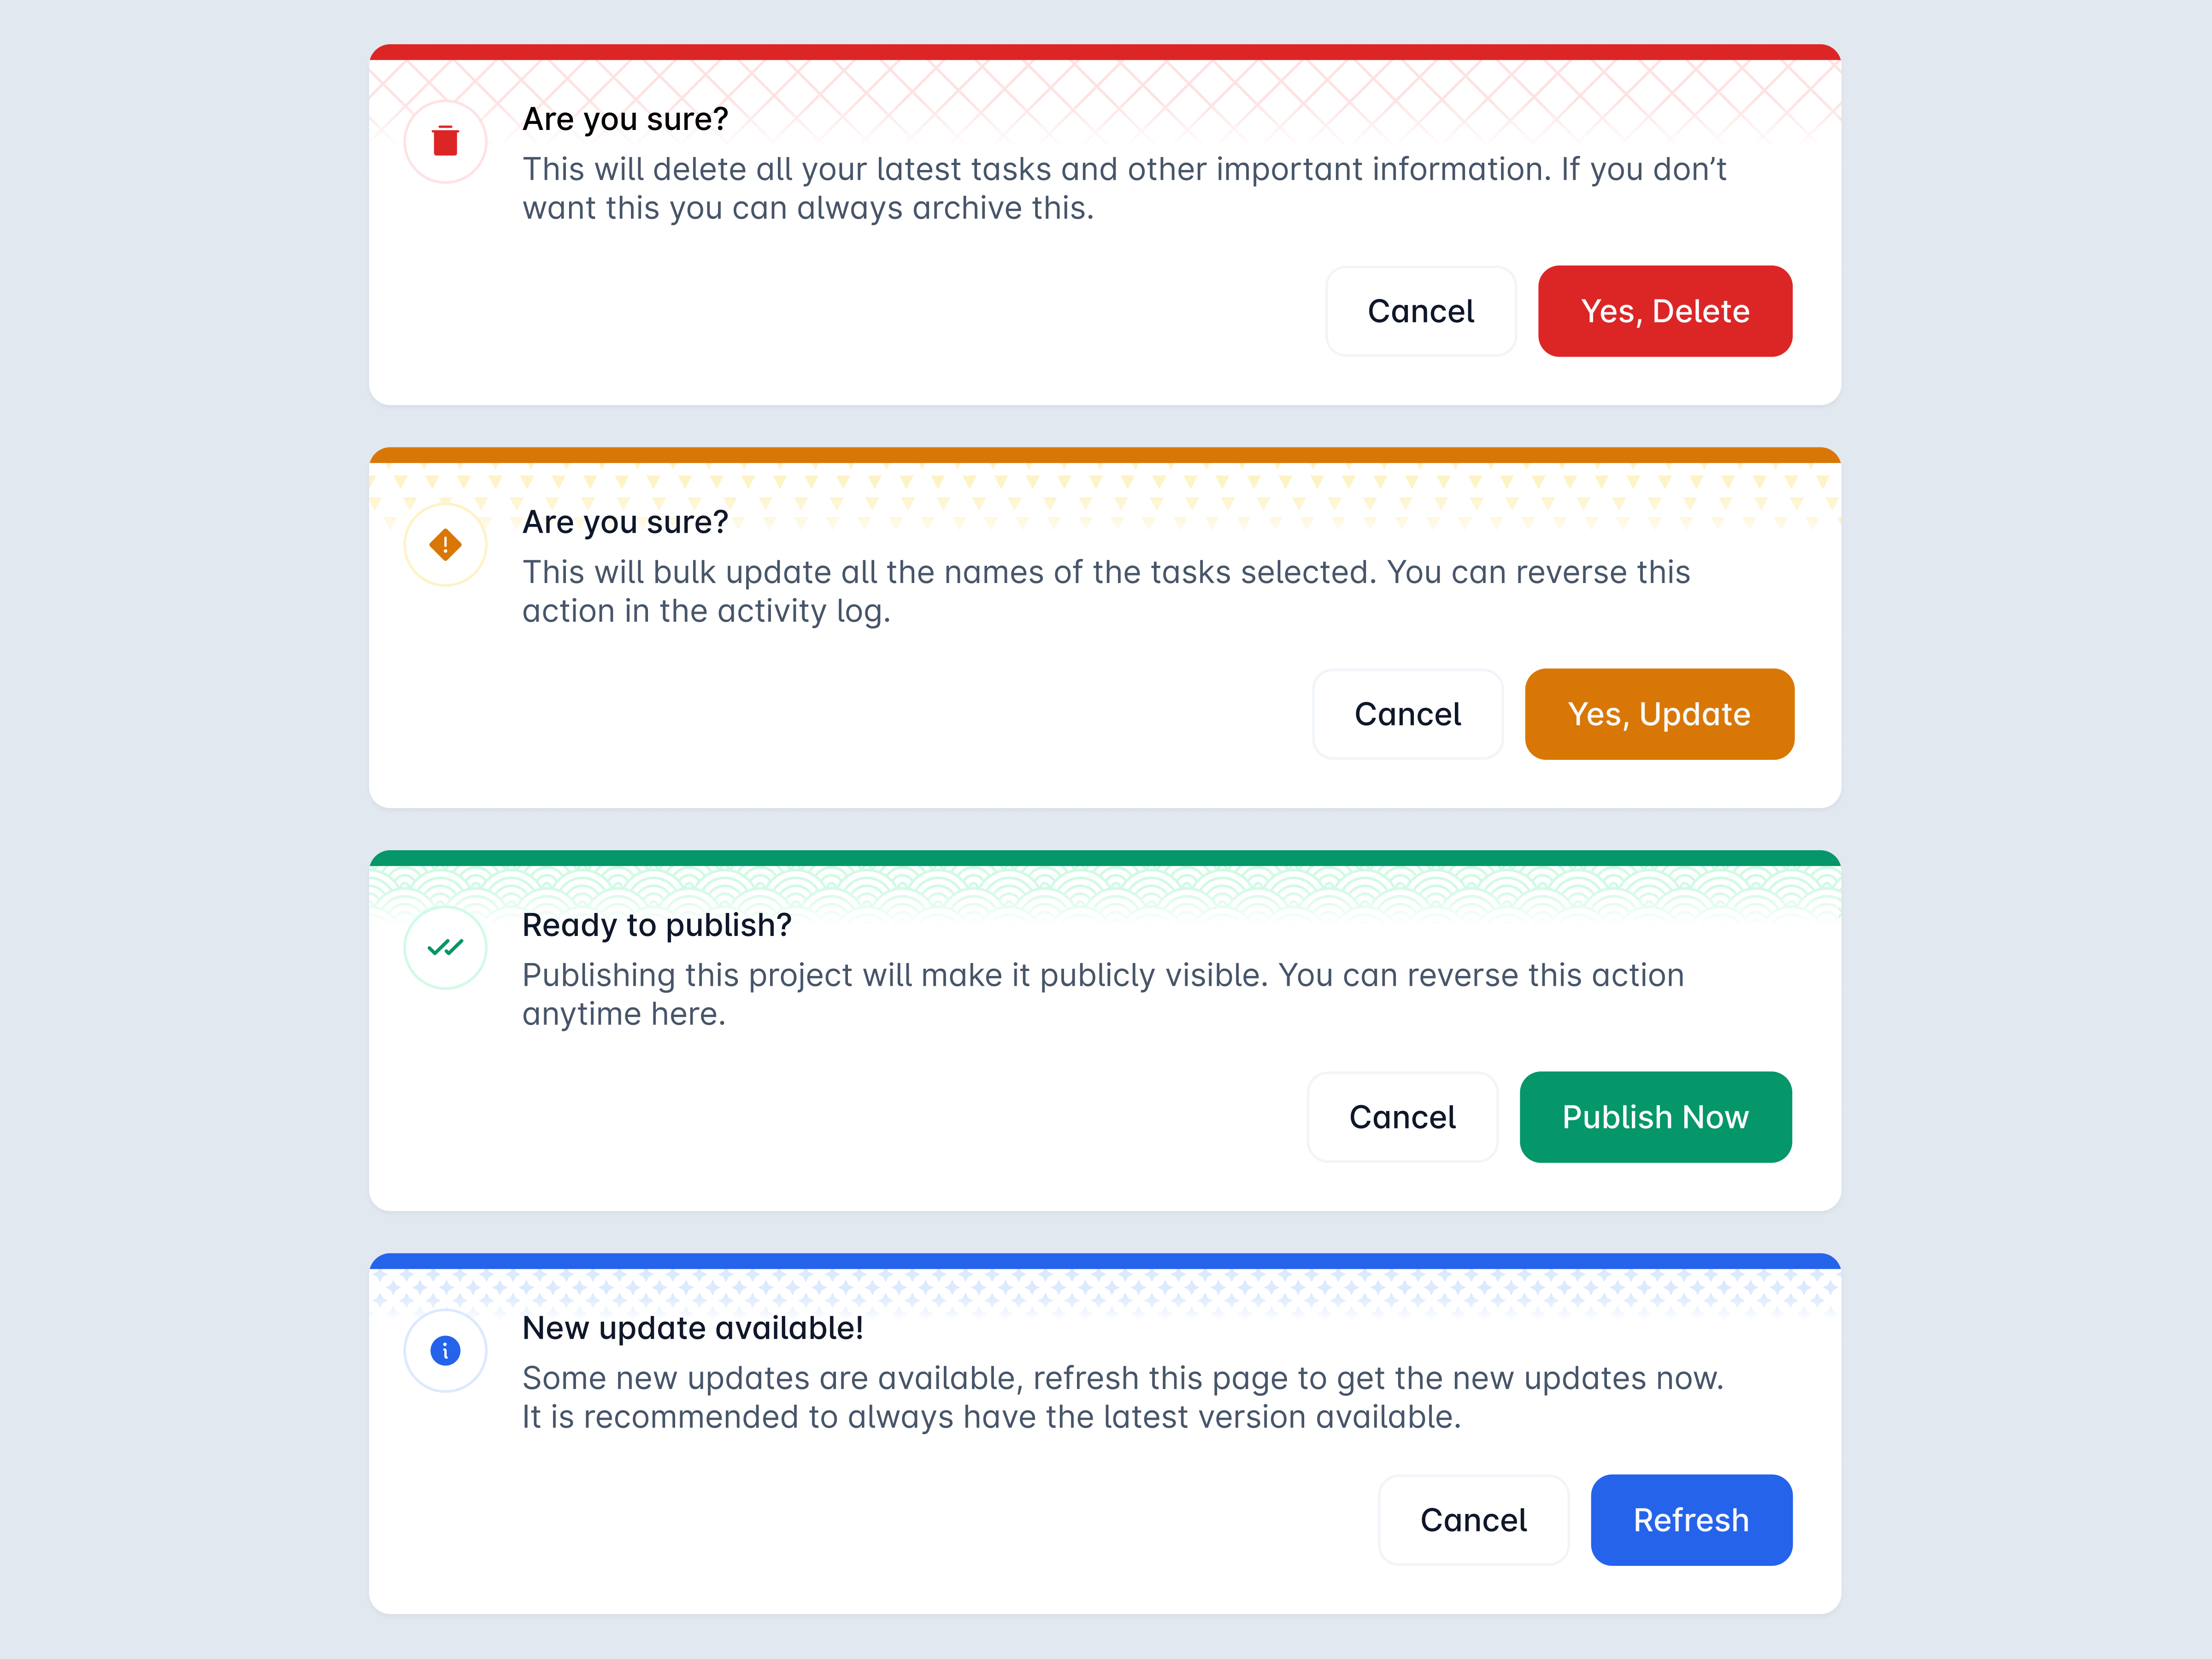 Are you sure?
This will delete all your latest tasks and other important information. If you don’t
want this you can always archive this.
Cancel
Yes, Delete
Are you sure?
This will bulk update all the names of the tasks selected. You can reverse this
action in the activity log.
Cancel
Yes, Update
Ready to publish?
Publishing this project will make it publicly visible. You can reverse this action
anytime here.
Cancel
Publish Now
New update available!
Some new updates are available, refresh this page to get the new updates now.
It is recommended to always have the latest version available.
Cancel
Refresh